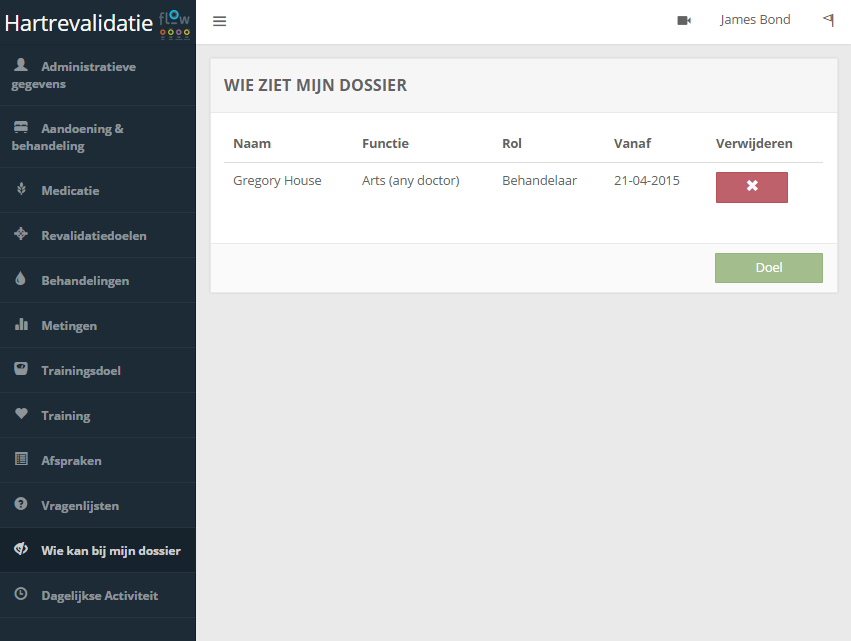 Hartrevalidatie flow
James Bond
Administratieve
gegevens
Aandoening &
behandeling
Medicatie
Revalidatiedoelen
Behandelingen
Metingen
Trainingsdoel
Training
Afspraken
Vragenlijsten
Wie kan bij mijn dossier
Dagelijkse Activiteit
WIE ZIET MIJN DOSSIER
Naam Functie Rol Vanaf Verwijderen
Gregory House Arts (any doctor) Behandelaar 21-04-2015
Doel